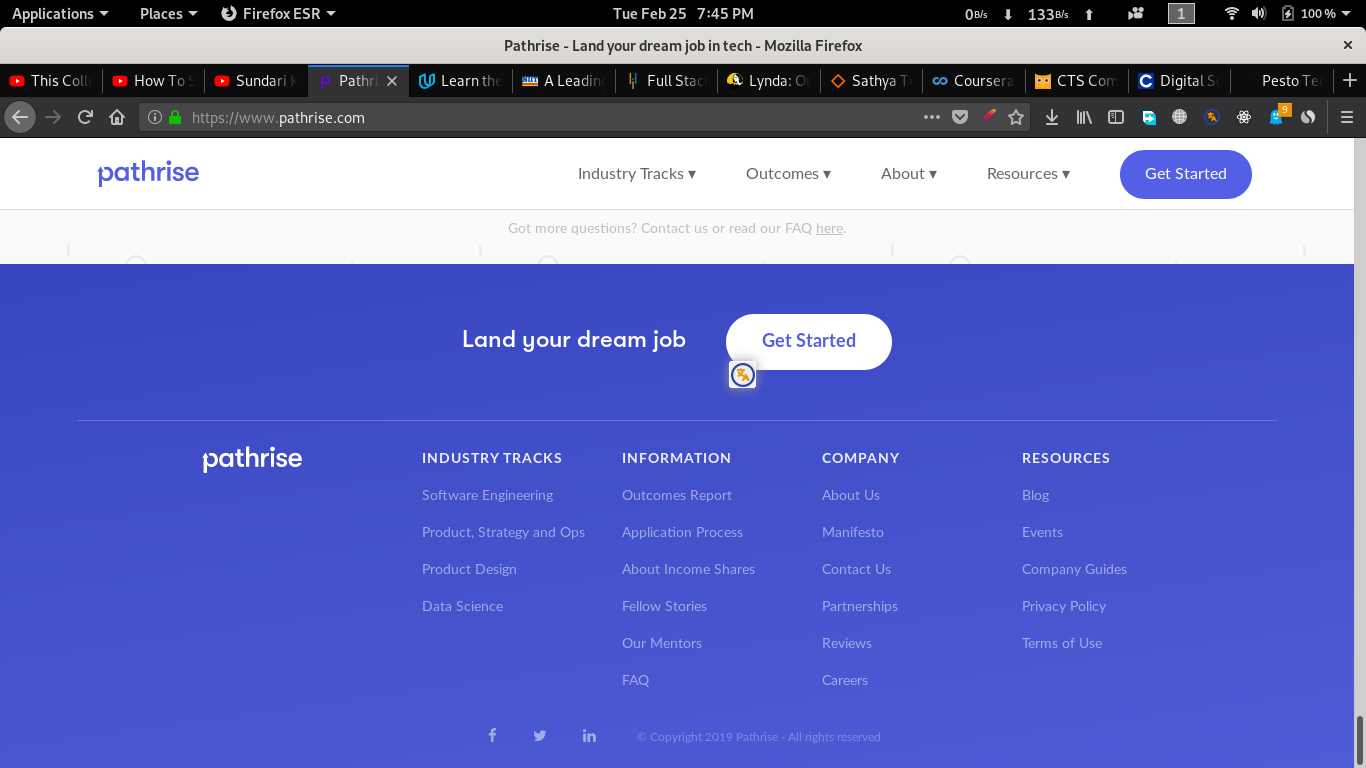 Applications Places Firefox ESR Tue Feb 25 7:45 PM 0B/s 133B/s 1 100 %
Pathrise - Land your dream job in tech - Mozilla Firefox
This Colle How To S Sundari K Pathri Learn the A Leading Full Stac Lynda: O Sathya Te Coursera CTS Com Digital S Pesto Tec
https://www.pathrise.com 9
pathrise Industry Tracks ▾ Outcomes ▾ About ▾ Resources ▾ Get Started
Got more questions? Contact us or read our FAQ here.
Land your dream job Get Started
pathrise INDUSTRY TRACKS INFORMATION COMPANY RESOURCES
Software Engineering Outcomes Report About Us Blog
Product, Strategy and Ops Application Process Manifesto Events
Product Design About Income Shares Contact Us Company Guides
Data Science Fellow Stories Partnerships Privacy Policy
Our Mentors Reviews Terms of Use
FAQ Careers
© Copyright 2019 Pathrise - All rights reserved